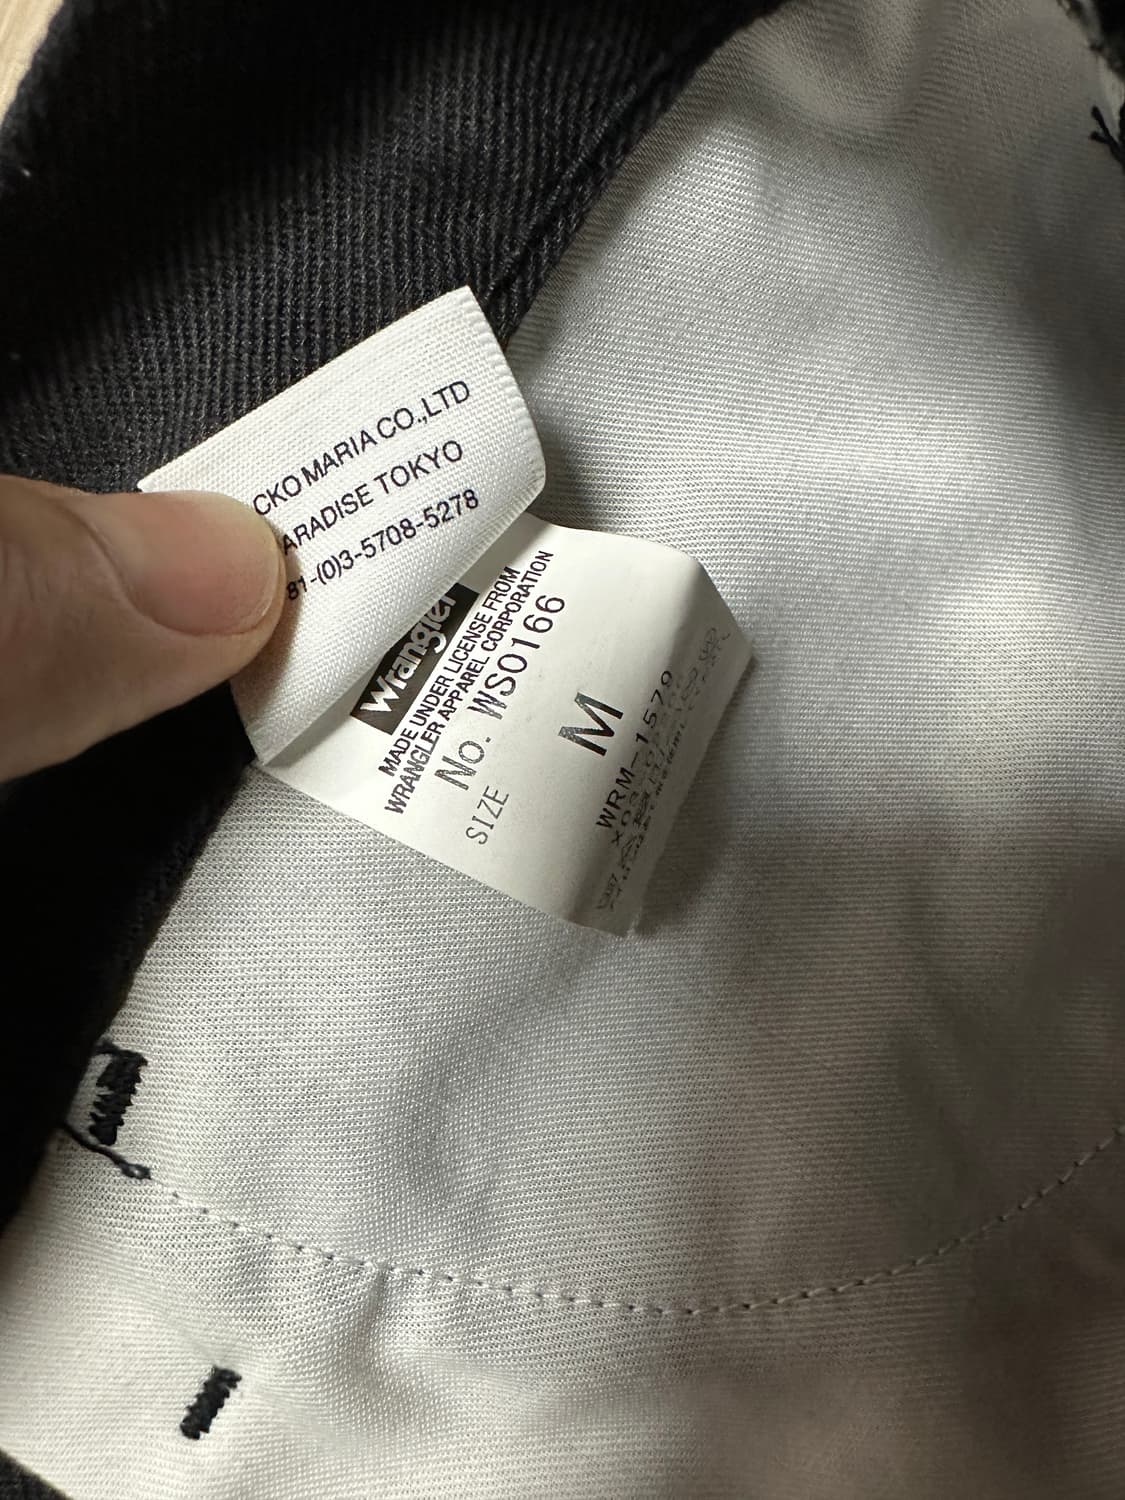 CKO MARIA CO.,LTD
ARADISE TOKYO
81-(0)3-5708-5278
Wrangler
MADE UNDER LICENSE FROM
WRANGLER APPAREL CORPORATION
No. WSO166
SIZE
M
WRM-1579